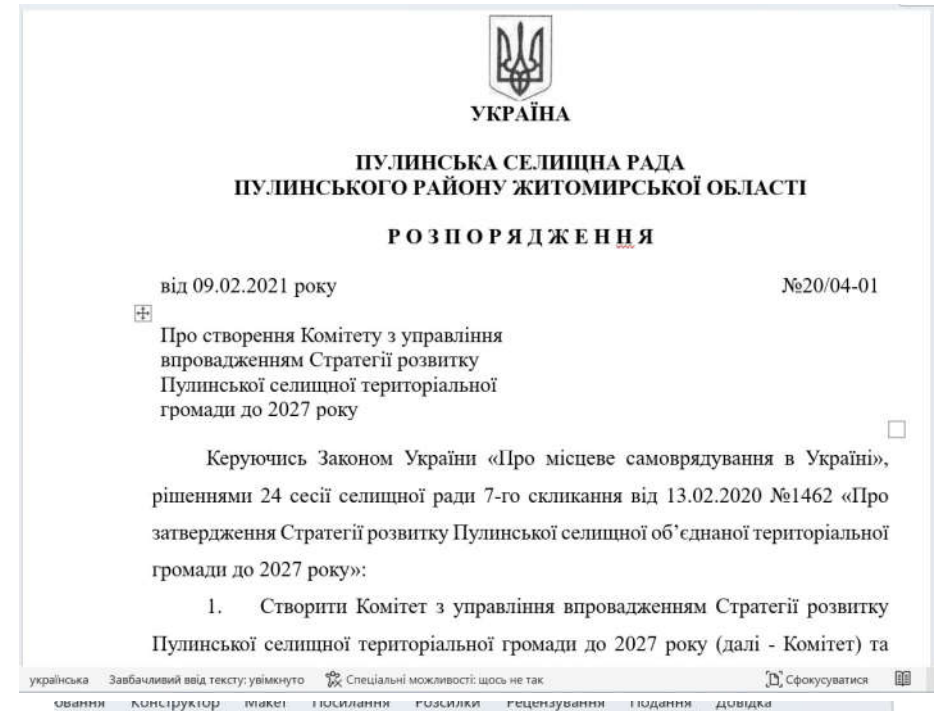 УКРАЇНА
ПУЛИНСЬКА СЕЛИЩНА РАДА
ПУЛИНСЬКОГО РАЙОНУ ЖИТОМИРСЬКОЇ ОБЛАСТІ
Р О З П О Р Я Д Ж Е Н Н Я
від 09.02.2021 року №20/04-01
Про створення Комітету з управління
впровадженням Стратегії розвитку
Пулинської селищної територіальної
громади до 2027 року
Керуючись Законом України «Про місцеве самоврядування в Україні»,
рішеннями 24 сесії селищної ради 7-го скликання від 13.02.2020 №1462 «Про
затвердження Стратегії розвитку Пулинської селищної об’єднаної територіальної
громади до 2027 року»:
1. Створити Комітет з управління впровадженням Стратегії розвитку
Пулинської селищної територіальної громади до 2027 року (далі - Комітет) та
українська Завбачливий ввід тексту: увімкнуто Спеціальні можливості: щось не так Сфокусуватися
овання Конструктор Макет Посилання Розсилки Рецензування Подання Довідка